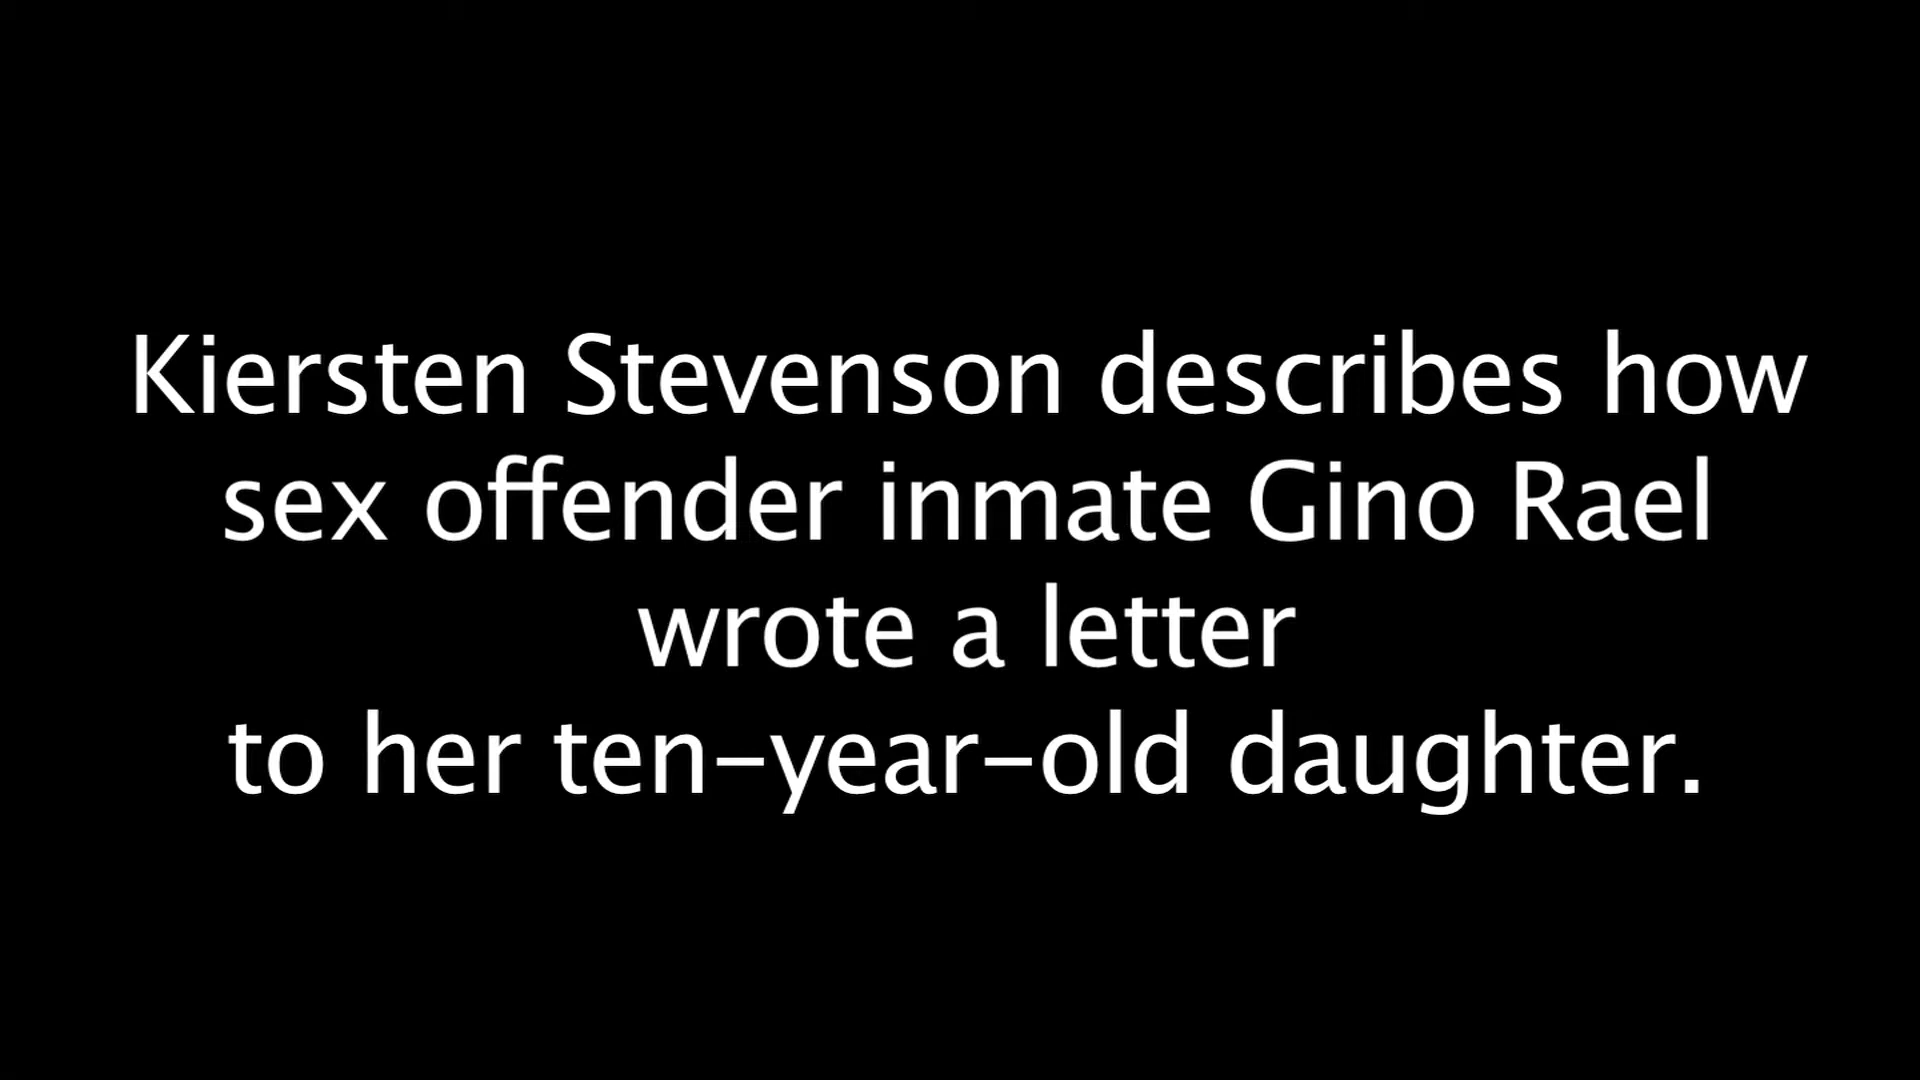 Kiersten Stevenson describes how
sex offender inmate Gino Rael
wrote a letter
to her ten-year-old daughter.